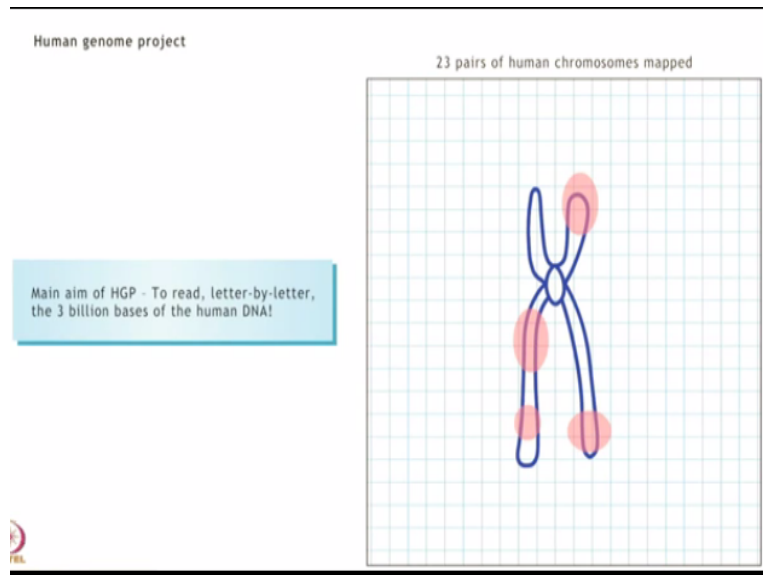 Human genome project
23 pairs of human chromosomes mapped
Main aim of HGP - To read, letter-by-letter,
the 3 billion bases of the human DNA!